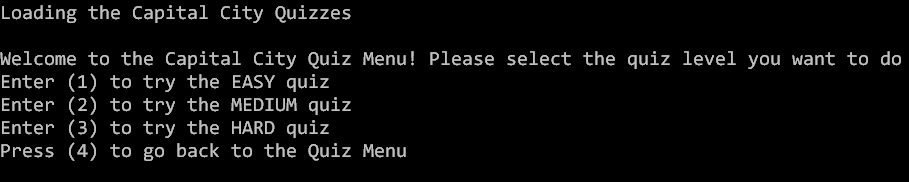 Loading the Capital City Quizzes
Welcome to the Capital City Quiz Menu! Please select the quiz level you want to do
Enter (1) to try the EASY quiz
Enter (2) to try the MEDIUM quiz
Enter (3) to try the HARD quiz
Press (4) to go back to the Quiz Menu